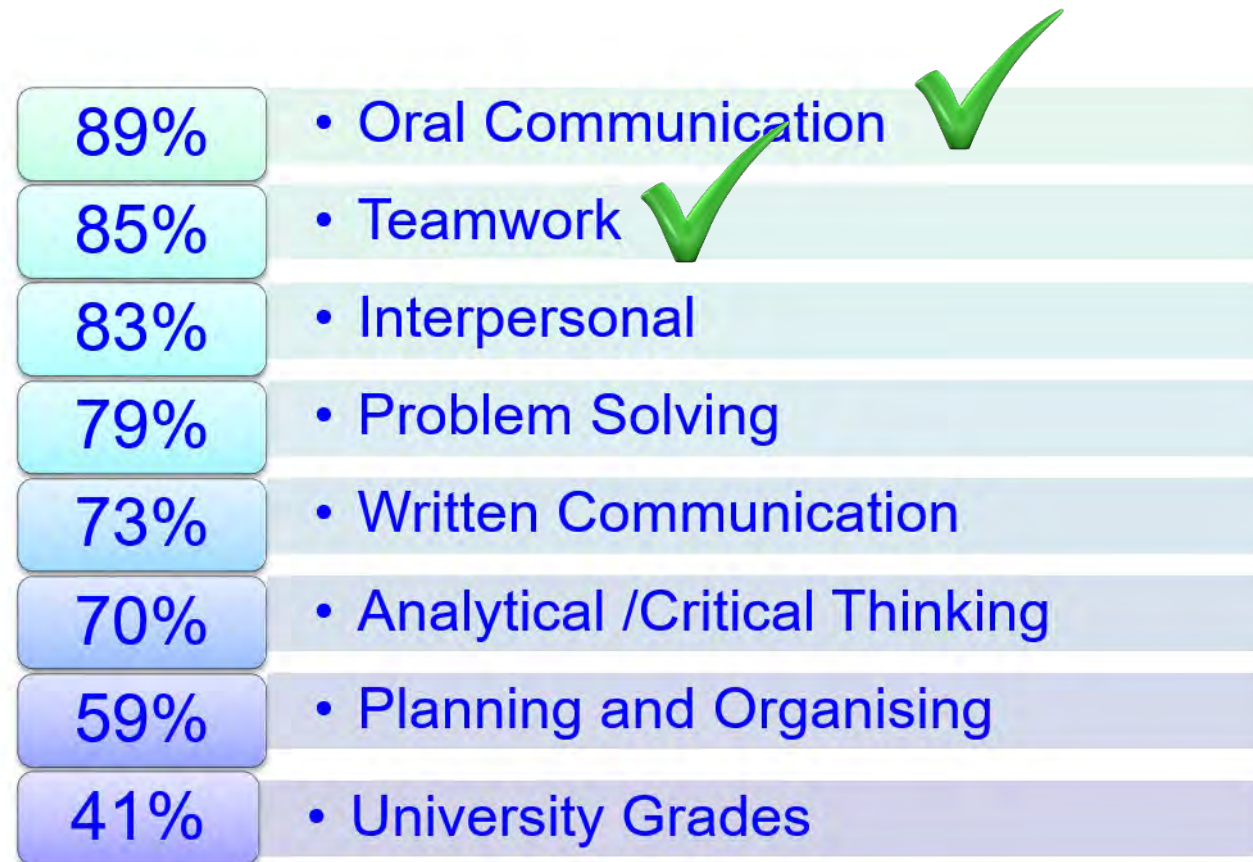 89% • Oral Communication
85% • Teamwork
83% • Interpersonal
79% • Problem Solving
73% • Written Communication
70% • Analytical /Critical Thinking
59% • Planning and Organising
41% • University Grades